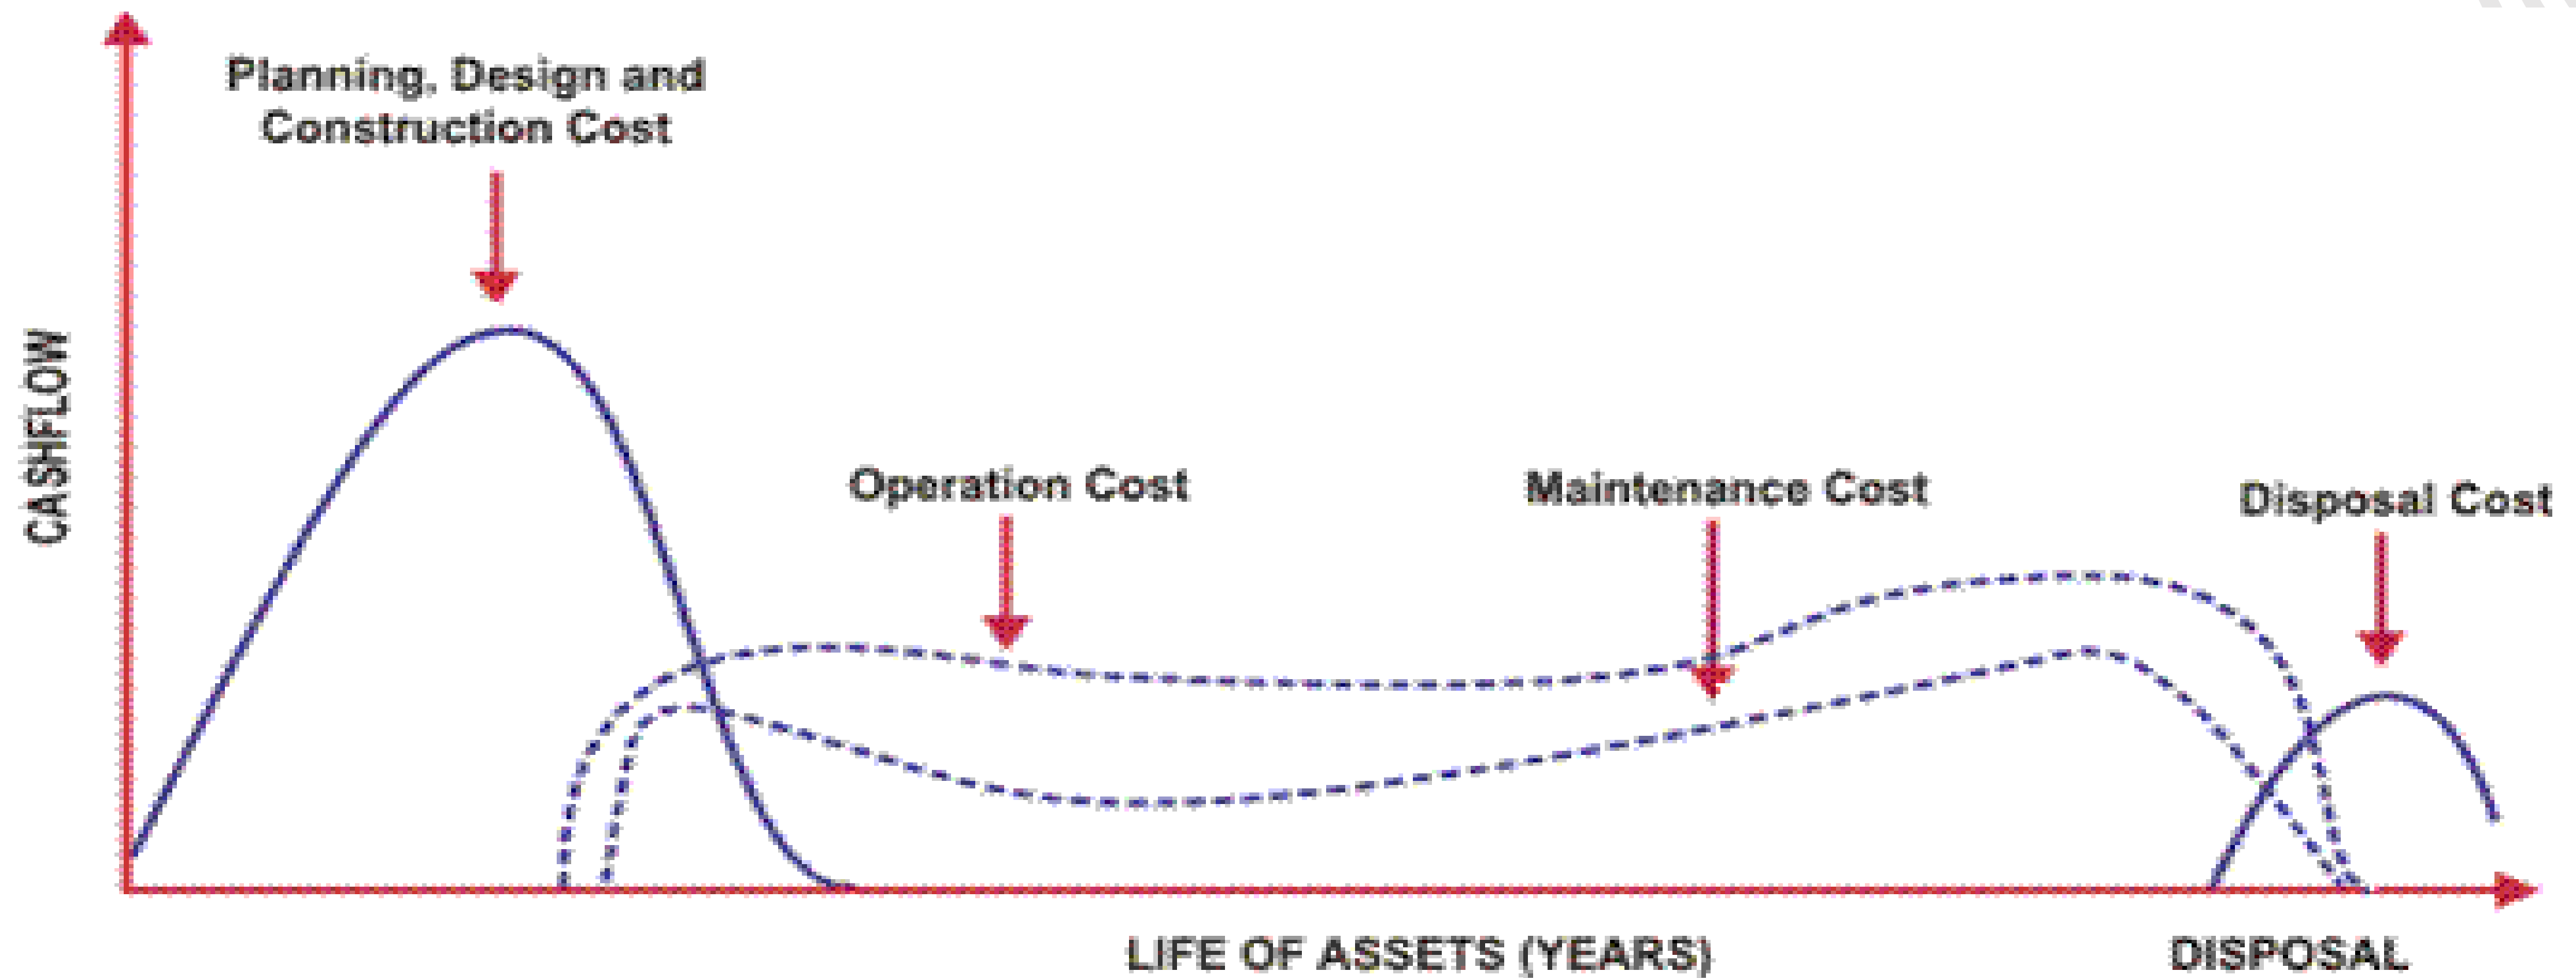 Planning, Design and
Construction Cost
CASHFLOW
Operation Cost
Maintenance Cost
Disposal Cost
LIFE OF ASSETS (YEARS)
DISPOSAL